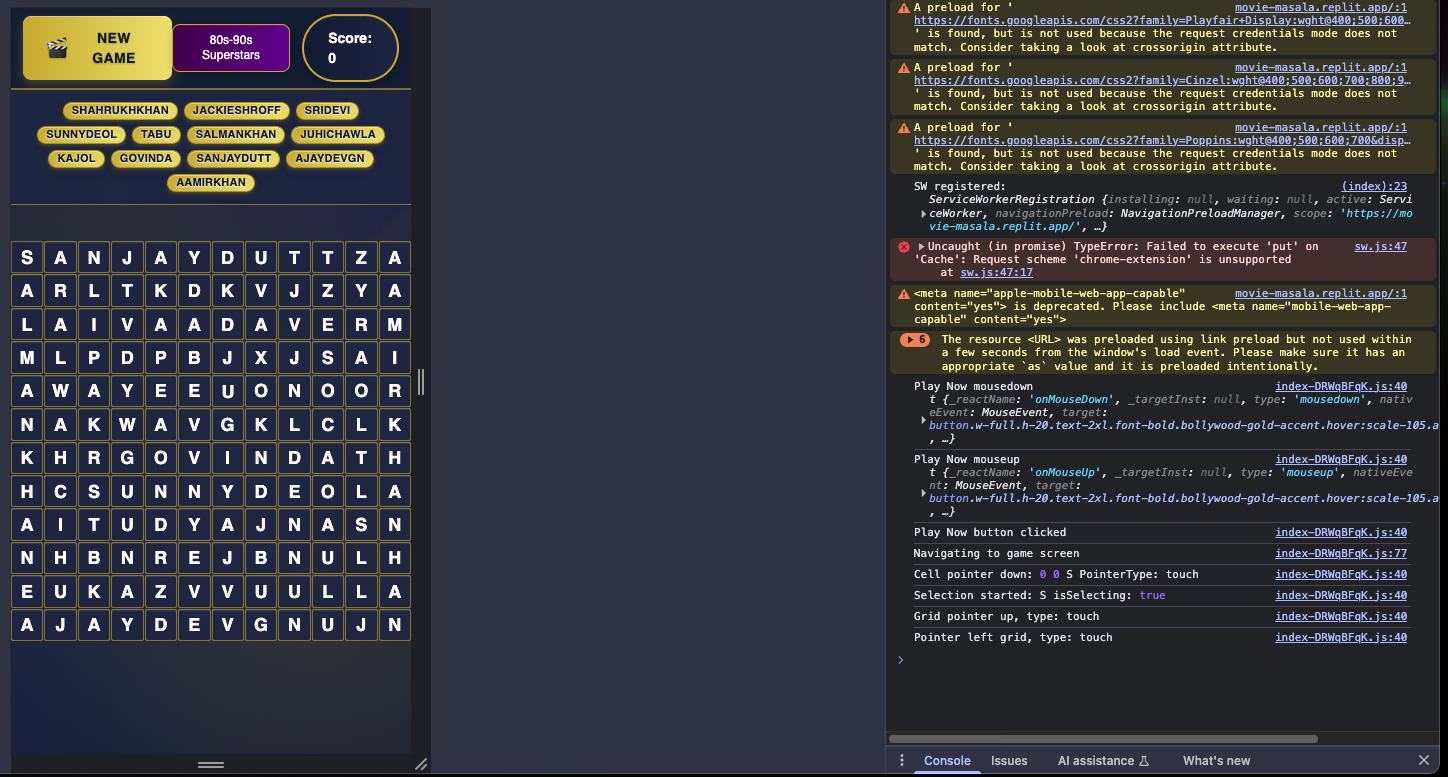 NEW
GAME
80s-90s
Superstars
Score:
0
SHAHRUKHKHAN JACKIESHROFF SRIDEVI
SUNNYDEOL TABU SALMANKHAN JUHICHAWLA
KAJOL GOVINDA SANJAYDUTT AJAYDEVGN
AAMIRKHAN
S A N J A Y D U T T Z A
A R L T K D K V J Z Y A
L A I V A A D A V E R M
M L P D P B J X J S A I
A W A Y E E U O N O O R
N A K W A V G K L C L K
K H R G O V I N D A T H
H C S U N N Y D E O L A
A I T U D Y A J N A S N
N H B N R E J B N U L H
E U K A Z V V U U L L A
A J A Y D E V G N U J N
A preload for ' movie-masala.replit.app/:1
https://fonts.googleapis.com/css2?family=Playfair+Display:wght@400;500;600…
' is found, but is not used because the request credentials mode does not
match. Consider taking a look at crossorigin attribute.
A preload for ' movie-masala.replit.app/:1
https://fonts.googleapis.com/css2?family=Cinzel:wght@400;500;600;700;800;9…
' is found, but is not used because the request credentials mode does not
match. Consider taking a look at crossorigin attribute.
A preload for ' movie-masala.replit.app/:1
https://fonts.googleapis.com/css2?family=Poppins:wght@400;500;600;700&disp…
' is found, but is not used because the request credentials mode does not
match. Consider taking a look at crossorigin attribute.
SW registered: (index):23
ServiceWorkerRegistration {installing: null, waiting: null, active: Servi
ceWorker, navigationPreload: NavigationPreloadManager, scope: 'https://mo
vie-masala.replit.app/', …}
Uncaught (in promise) TypeError: Failed to execute 'put' on sw.js:47
'Cache': Request scheme 'chrome-extension' is unsupported
at sw.js:47:17
<meta name="apple-mobile-web-app-capable" movie-masala.replit.app/:1
content="yes"> is deprecated. Please include <meta name="mobile-web-app-
capable" content="yes">
6 The resource <URL> was preloaded using link preload but not used within
a few seconds from the window's load event. Please make sure it has an
appropriate `as` value and it is preloaded intentionally.
Play Now mousedown index-DRWqBFqK.js:40
t {_reactName: 'onMouseDown', _targetInst: null, type: 'mousedown', nativ
eEvent: MouseEvent, target:
button.w-full.h-20.text-2xl.font-bold.bollywood-gold-accent.hover:scale-105.a
, …}
Play Now mouseup index-DRWqBFqK.js:40
t {_reactName: 'onMouseUp', _targetInst: null, type: 'mouseup', nativeEve
nt: MouseEvent, target:
button.w-full.h-20.text-2xl.font-bold.bollywood-gold-accent.hover:scale-105.a
, …}
Play Now button clicked index-DRWqBFqK.js:40
Navigating to game screen index-DRWqBFqK.js:77
Cell pointer down: 0 0 S PointerType: touch index-DRWqBFqK.js:40
Selection started: S isSelecting: true index-DRWqBFqK.js:40
Grid pointer up, type: touch index-DRWqBFqK.js:40
Pointer left grid, type: touch index-DRWqBFqK.js:40
Console Issues AI assistance What's new